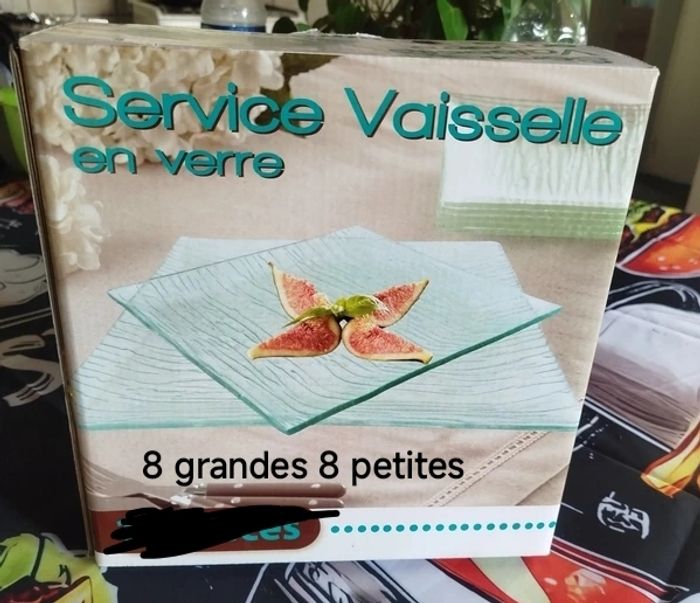 Service Vaisselle
en verre
8 grandes 8 petites